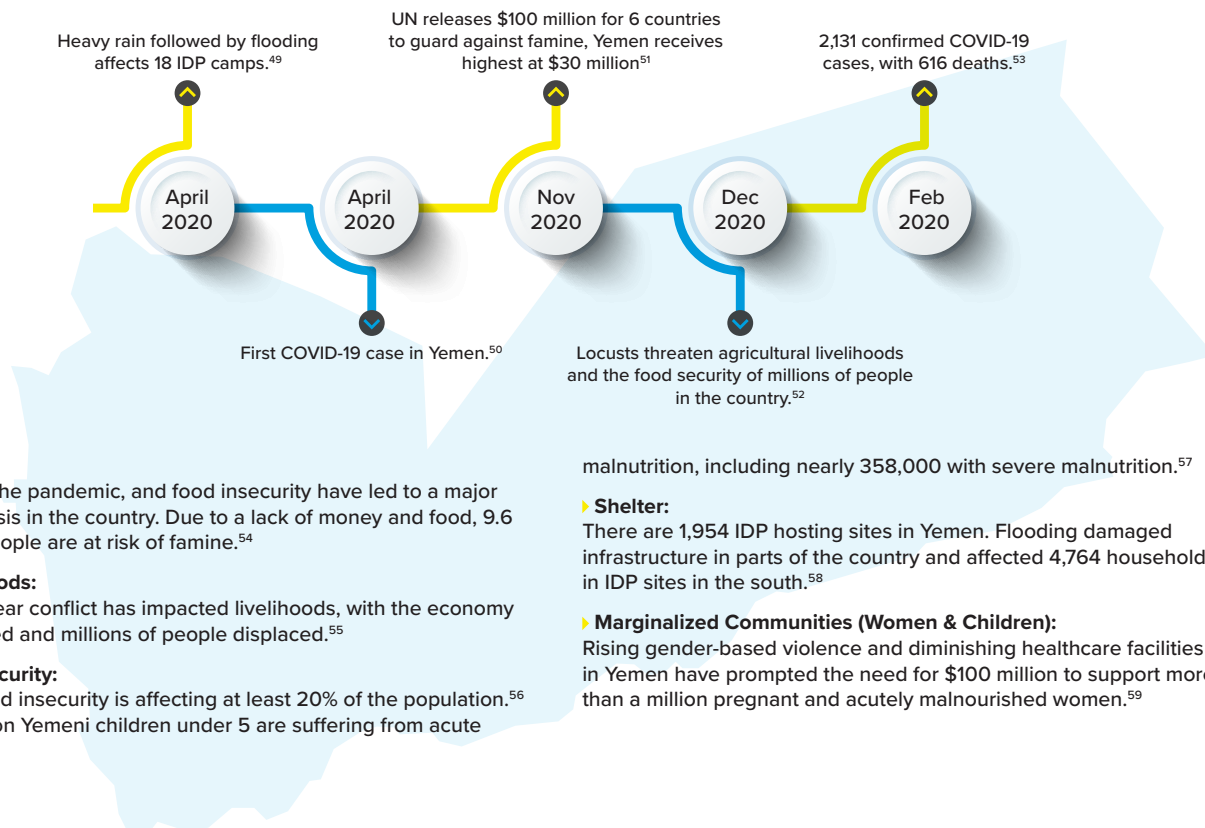 Heavy rain followed by flooding
affects 18 IDP camps.⁴⁹
UN releases $100 million for 6 countries
to guard against famine, Yemen receives
highest at $30 million⁵¹
2,131 confirmed COVID-19
cases, with 616 deaths.⁵³
April
2020
April
2020
Nov
2020
Dec
2020
Feb
2020
First COVID-19 case in Yemen.⁵⁰
Locusts threaten agricultural livelihoods
and the food security of millions of people
in the country.⁵²
the pandemic, and food insecurity have led to a major
in the country. Due to a lack of money and food, 9.6
are at risk of famine.⁵⁴
conflict has impacted livelihoods, with the economy
and millions of people displaced.⁵⁵
insecurity is affecting at least 20% of the population.⁵⁶
Yemeni children under 5 are suffering from acute
malnutrition, including nearly 358,000 with severe malnutrition.⁵⁷
Shelter:
There are 1,954 IDP hosting sites in Yemen. Flooding damaged
infrastructure in parts of the country and affected 4,764 household
in IDP sites in the south.⁵⁸
Marginalized Communities (Women & Children):
Rising gender-based violence and diminishing healthcare facilities
in Yemen have prompted the need for $100 million to support more
than a million pregnant and acutely malnourished women.⁵⁹